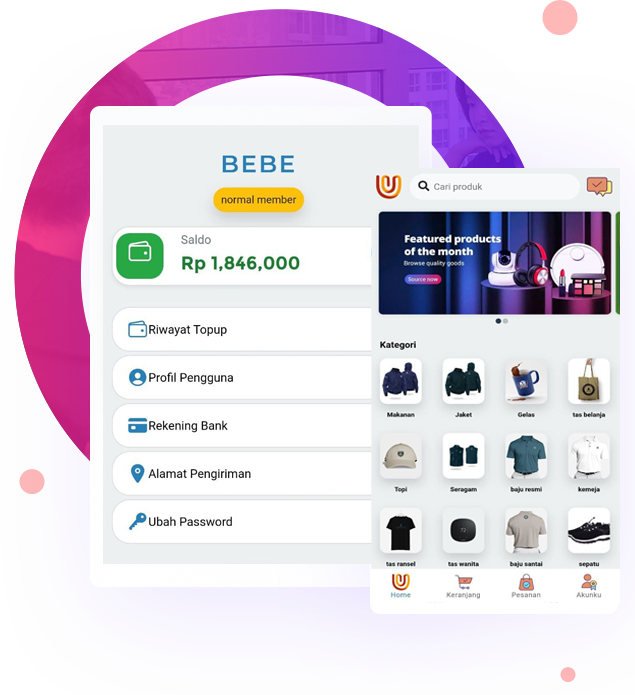 BEBE
normal member
Saldo
Rp 1,846,000
Riwayat Topup
Profil Pengguna
Rekening Bank
Alamat Pengiriman
Ubah Password
Cari produk
Featured products
of the month
Browse quality goods
Source now
Kategori
Makanan
Jaket
Gelas
tas belanja
Topi
Seragam
baju resmi
kemeja
tas ransel
tas wanita
baju santai
sepatu
Home
Keranjang
Pesanan
Akunku